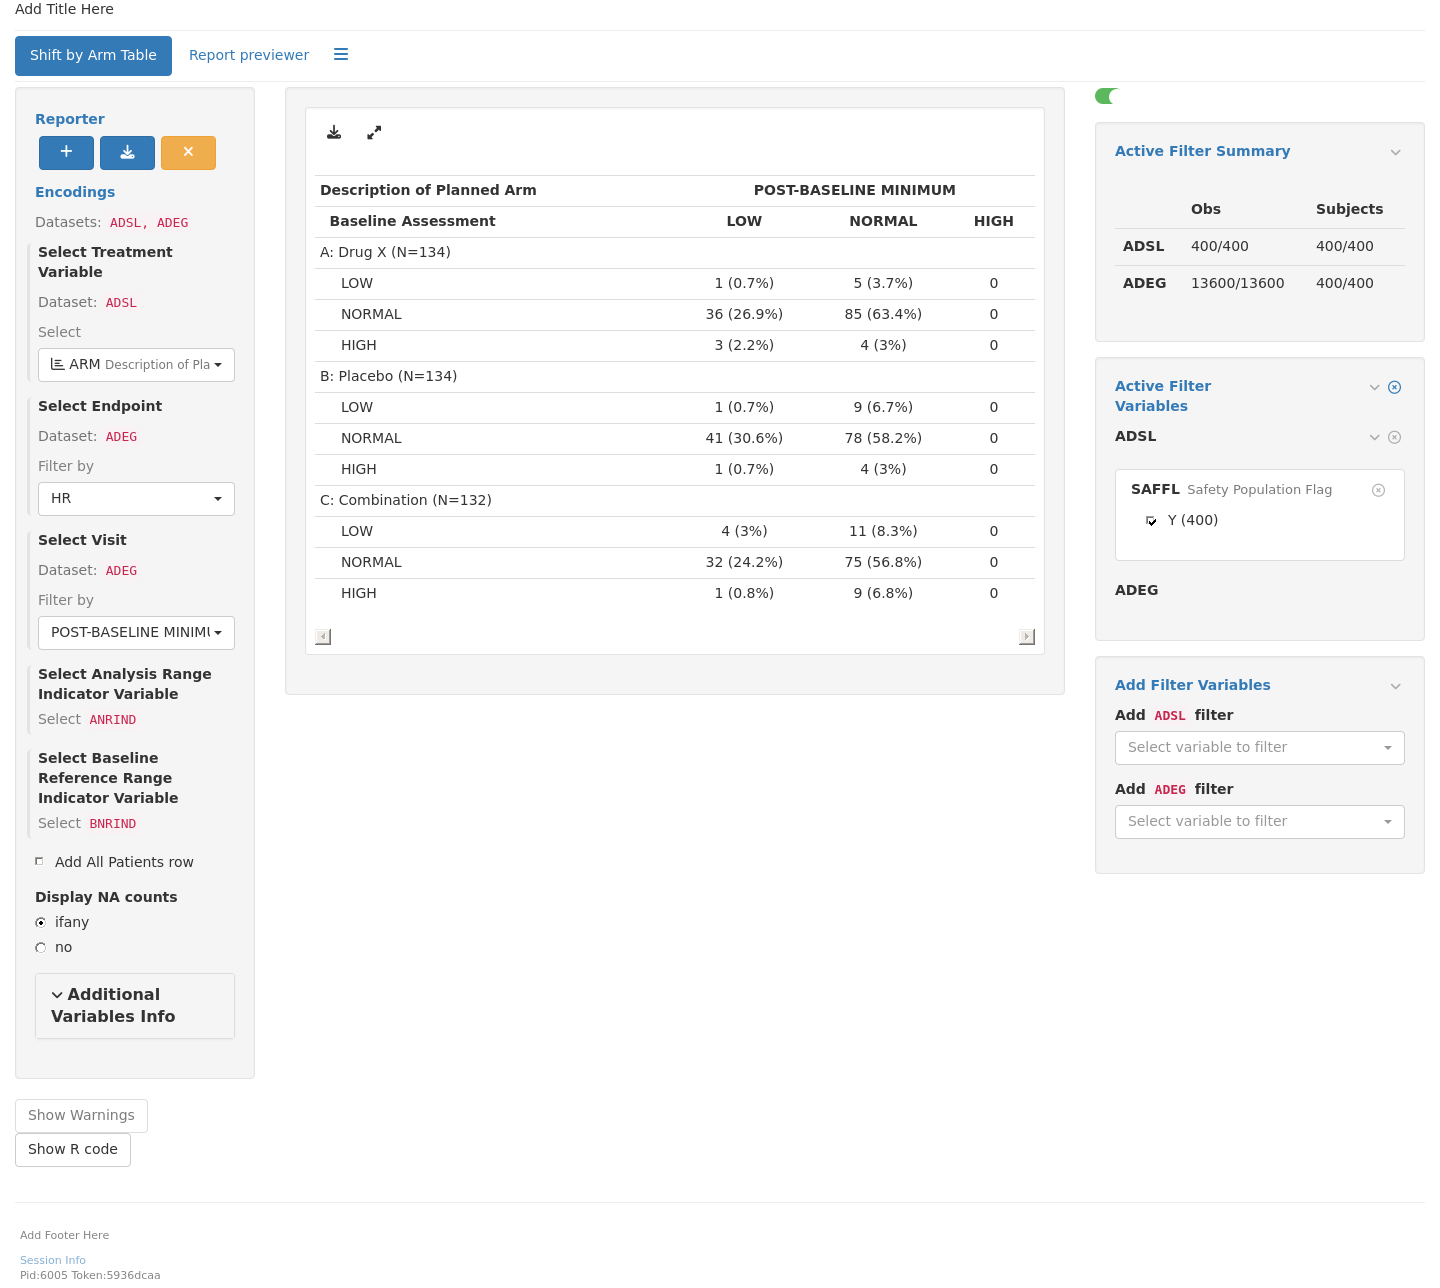 Add Title Here
Shift by Arm Table
Report previewer
Reporter
Encodings
Datasets: ADSL, ADEG
Select Treatment
Variable
Dataset: ADSL
Select
ARM Description of Pla
Select Endpoint
Dataset: ADEG
Filter by
HR
Select Visit
Dataset: ADEG
Filter by
POST-BASELINE MINIMU
Select Analysis Range
Indicator Variable
Select ANRIND
Select Baseline
Reference Range
Indicator Variable
Select BNRIND
Add All Patients row
Display NA counts
ifany
no
Additional
Variables Info
Show Warnings
Show R code
Description of Planned Arm POST-BASELINE MINIMUM
Baseline Assessment LOW NORMAL HIGH
A: Drug X (N=134)
LOW 1 (0.7%) 5 (3.7%) 0
NORMAL 36 (26.9%) 85 (63.4%) 0
HIGH 3 (2.2%) 4 (3%) 0
B: Placebo (N=134)
LOW 1 (0.7%) 9 (6.7%) 0
NORMAL 41 (30.6%) 78 (58.2%) 0
HIGH 1 (0.7%) 4 (3%) 0
C: Combination (N=132)
LOW 4 (3%) 11 (8.3%) 0
NORMAL 32 (24.2%) 75 (56.8%) 0
HIGH 1 (0.8%) 9 (6.8%) 0
Active Filter Summary
Obs Subjects
ADSL 400/400 400/400
ADEG 13600/13600 400/400
Active Filter
Variables
ADSL
SAFFL Safety Population Flag
Y (400)
ADEG
Add Filter Variables
Add ADSL filter
Select variable to filter
Add ADEG filter
Select variable to filter
Add Footer Here
Session Info
Pid:6005 Token:5936dcaa